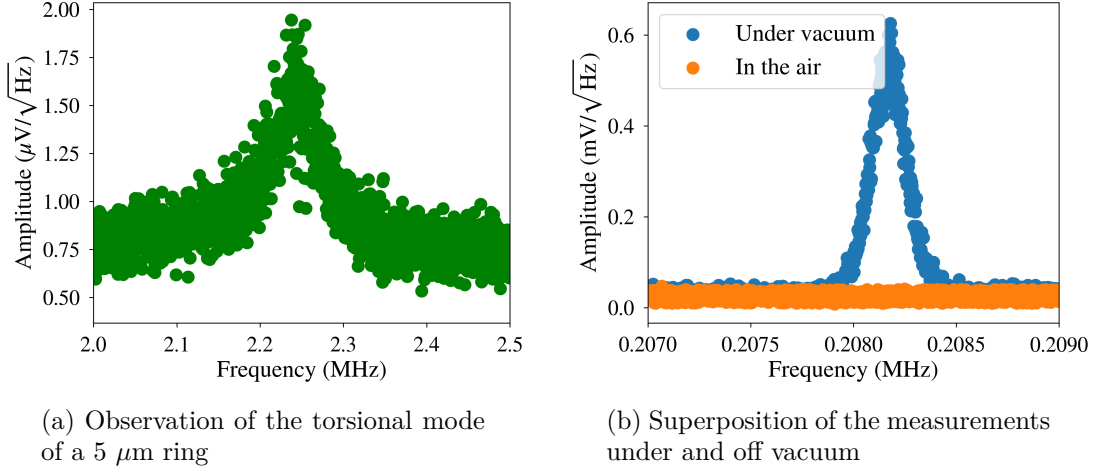 2.00
1.75
1.50
1.25
1.00
0.75
0.50
Amplitude (μV/√Hz)
2.0 2.1 2.2 2.3 2.4 2.5
Frequency (MHz)
(a) Observation of the torsional mode
of a 5 μm ring
Under vacuum
In the air
0.6
0.4
0.2
0.0
Amplitude (mV/√Hz)
0.2070 0.2075 0.2080 0.2085 0.2090
Frequency (MHz)
(b) Superposition of the measurements
under and off vacuum